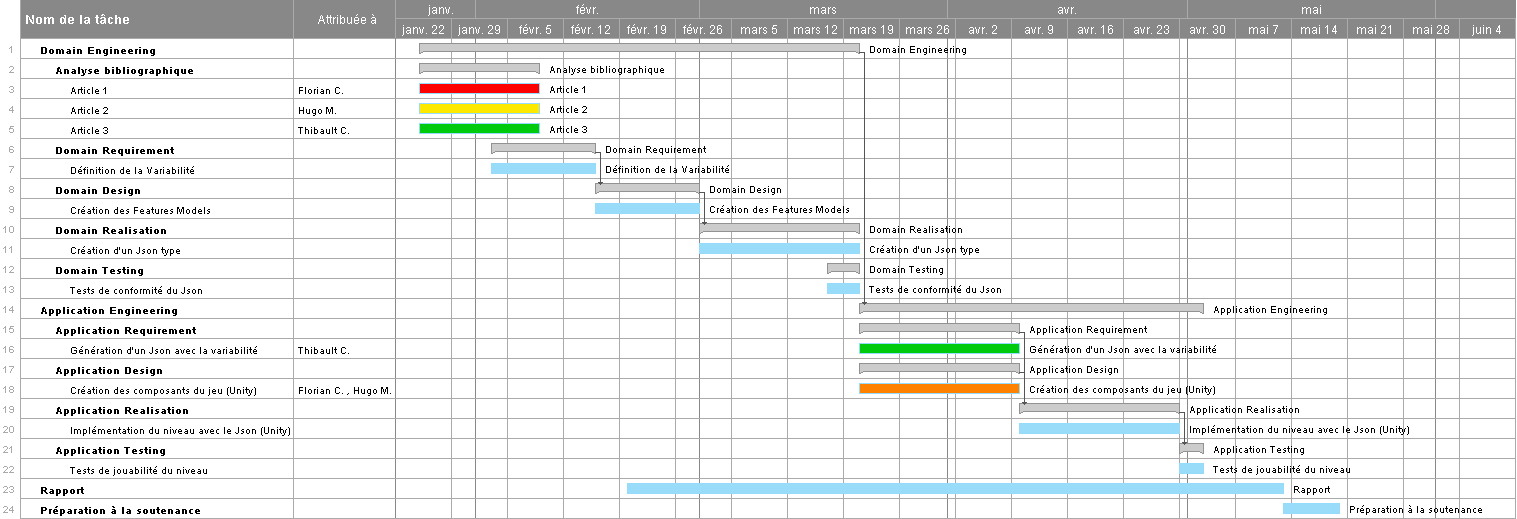 Nom de la tâche Attribuée à janv. févr. mars avr. mai
janv. 22 janv. 29 févr. 5 févr. 12 févr. 19 févr. 26 mars 5 mars 12 mars 19 mars 26 avr. 2 avr. 9 avr. 16 avr. 23 avr. 30 mai 7 mai 14 mai 21 mai 28 juin 4
1 Domain Engineering Domain Engineering
2 Analyse bibliographique Analyse bibliographique
3 Article 1 Florian C. Article 1
4 Article 2 Hugo M. Article 2
5 Article 3 Thibault C. Article 3
6 Domain Requirement Domain Requirement
7 Définition de la Variabilité Définition de la Variabilité
8 Domain Design Domain Design
9 Création des Features Models Création des Features Models
10 Domain Realisation Domain Realisation
11 Création d'un Json type Création d'un Json type
12 Domain Testing Domain Testing
13 Tests de conformité du Json Tests de conformité du Json
14 Application Engineering Application Engineering
15 Application Requirement Application Requirement
16 Génération d'un Json avec la variabilité Thibault C. Génération d'un Json avec la variabilité
17 Application Design Application Design
18 Création des composants du jeu (Unity) Florian C. , Hugo M. Création des composants du jeu (Unity)
19 Application Realisation Application Realisation
20 Implémentation du niveau avec le Json (Unity) Implémentation du niveau avec le Json (Unity)
21 Application Testing Application Testing
22 Tests de jouabilité du niveau Tests de jouabilité du niveau
23 Rapport Rapport
24 Préparation à la soutenance Préparation à la soutenance